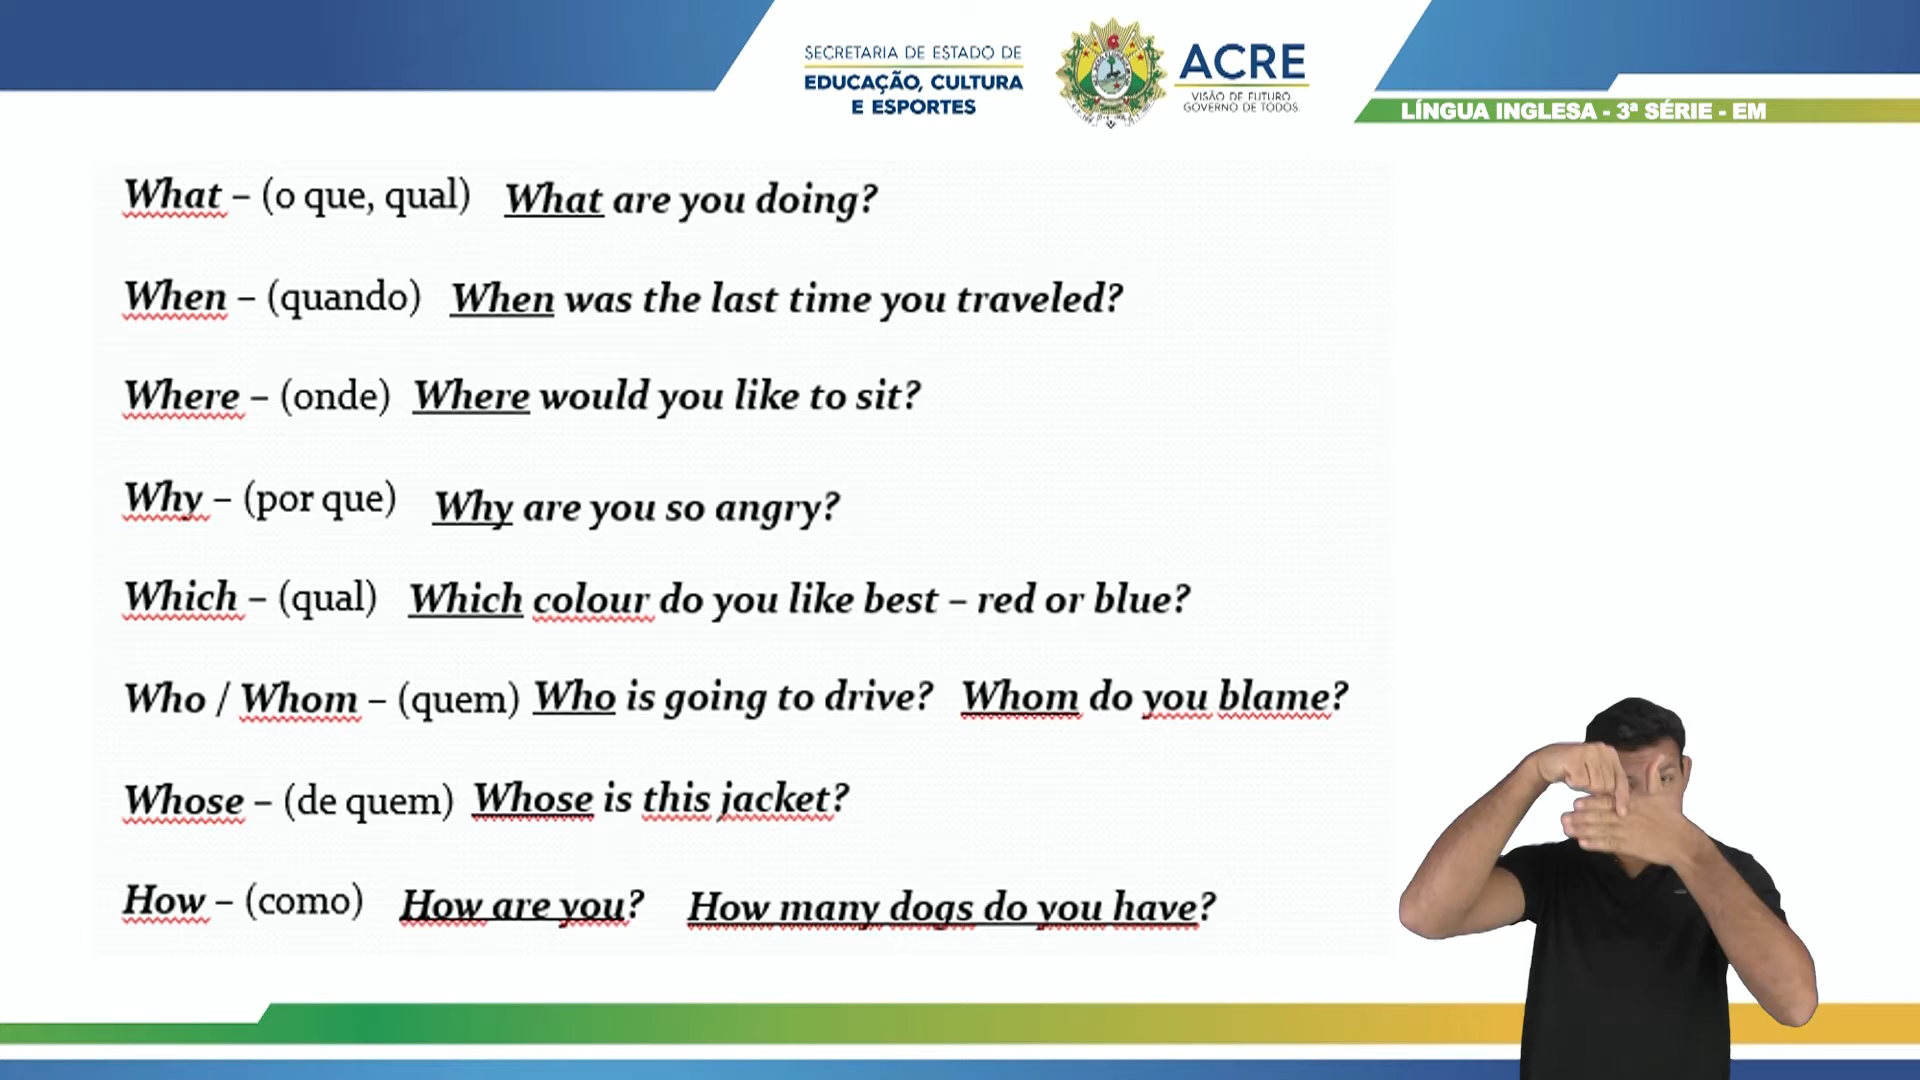 SECRETARIA DE ESTADO DE
EDUCAÇÃO, CULTURA
E ESPORTES
ACRE
VISÃO DE FUTURO
GOVERNO DE TODOS
LÍNGUA INGLESA - 3ª SÉRIE - EM
What – (o que, qual) What are you doing?
When – (quando) When was the last time you traveled?
Where – (onde) Where would you like to sit?
Why – (por que) Why are you so angry?
Which – (qual) Which colour do you like best – red or blue?
Who / Whom – (quem) Who is going to drive? Whom do you blame?
Whose – (de quem) Whose is this jacket?
How – (como) How are you? How many dogs do you have?